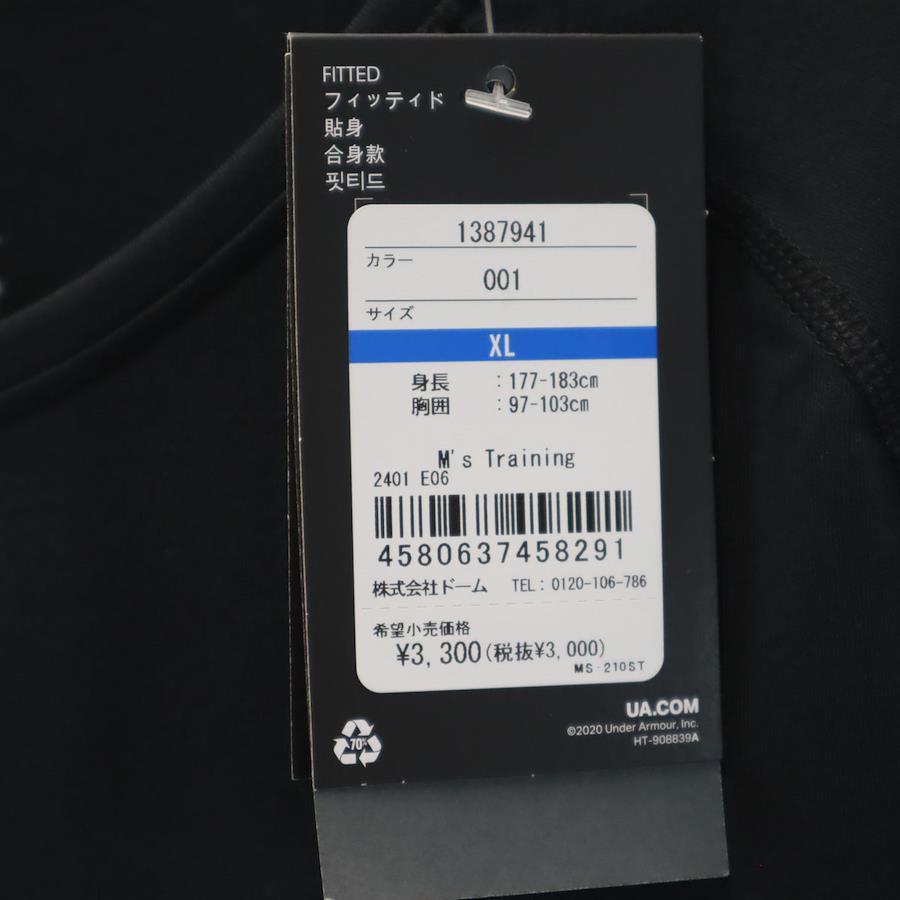 FITTED
フィッティド
貼身
合身款
핏티드
1387941
カラー
001
サイズ
XL
身長 : 177-183cm
胸囲 : 97-103cm
M's Training
2401 E06
4580637458291
株式会社ドーム TEL: 0120-106-786
希望小売価格
¥3,300(税抜¥3,000)
MS-210ST
70%
UA.COM
©2020 Under Armour, Inc.
HT-908839A